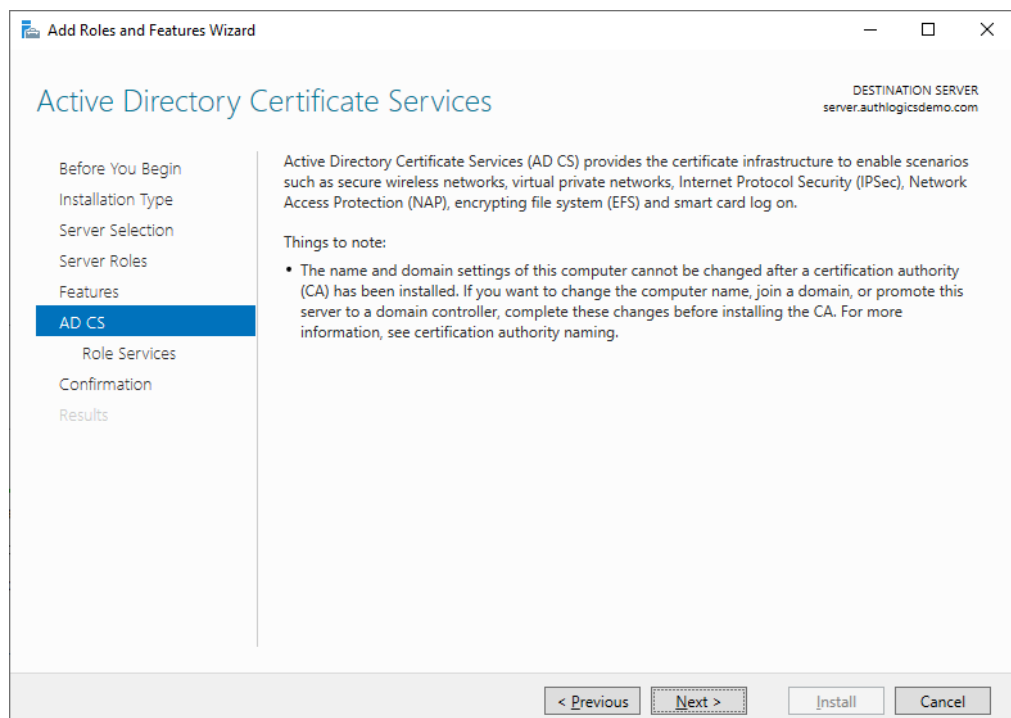 Add Roles and Features Wizard
Active Directory Certificate Services
DESTINATION SERVER
server.authlogicsdemo.com
Before You Begin
Installation Type
Server Selection
Server Roles
Features
AD CS
Role Services
Confirmation
Results
Active Directory Certificate Services (AD CS) provides the certificate infrastructure to enable scenarios
such as secure wireless networks, virtual private networks, Internet Protocol Security (IPSec), Network
Access Protection (NAP), encrypting file system (EFS) and smart card log on.
Things to note:
• The name and domain settings of this computer cannot be changed after a certification authority
(CA) has been installed. If you want to change the computer name, join a domain, or promote this
server to a domain controller, complete these changes before installing the CA. For more
information, see certification authority naming.
< Previous
Next >
Install
Cancel